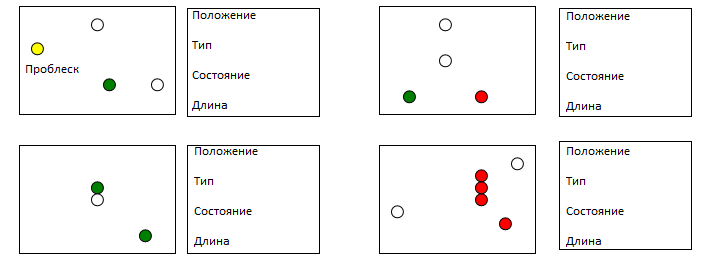 Проблеск
Положение
Тип
Состояние
Длина
Положение
Тип
Состояние
Длина
Положение
Тип
Состояние
Длина
Положение
Тип
Состояние
Длина